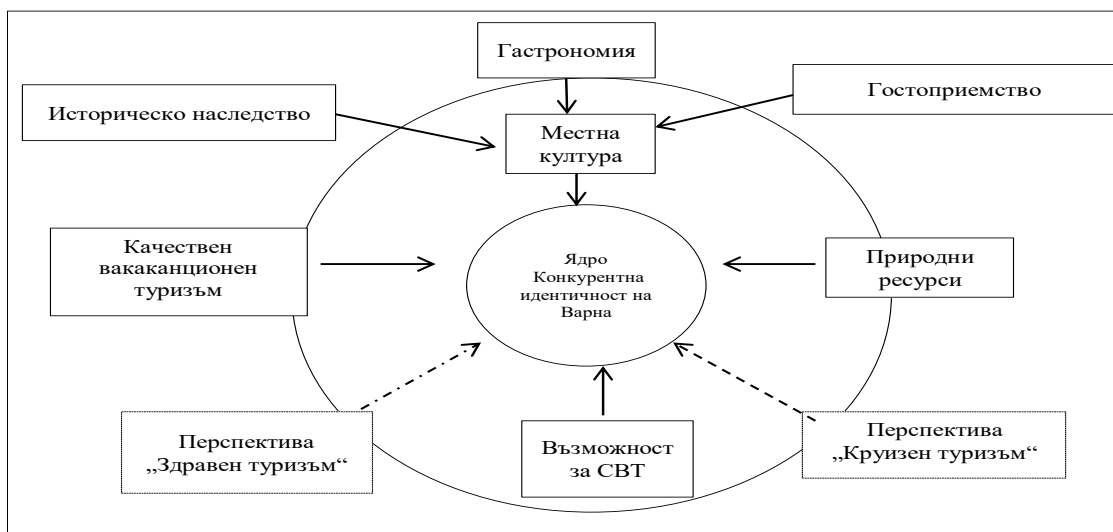 Гастрономия
Историческо наследство
Гостоприемство
Местна
култура
Качествен
вакаканционен
туризъм
Ядро
Конкурентна
идентичност на
Варна
Природни
ресурси
Перспектива
„Здравен туризъм“
Възможност
за СВТ
Перспектива
„Круизен туризъм“